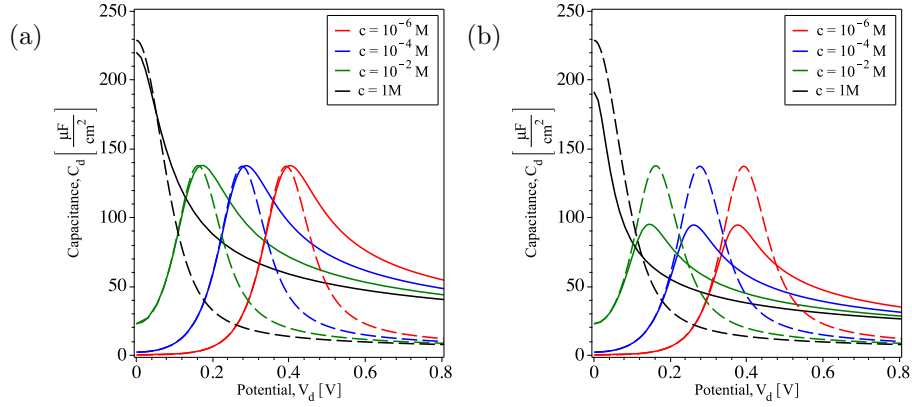 (a)
250
200
150
100
50
0
Capacitance, C_d [μF/cm²]
0
0.2
0.4
0.6
0.8
Potential, V_d [V]
c = 10⁻⁶ M
c = 10⁻⁴ M
c = 10⁻² M
c = 1M
(b)
250
200
150
100
50
0
Capacitance, C_d [μF/cm²]
0
0.2
0.4
0.6
0.8
Potential, V_d [V]
c = 10⁻⁶ M
c = 10⁻⁴ M
c = 10⁻² M
c = 1M